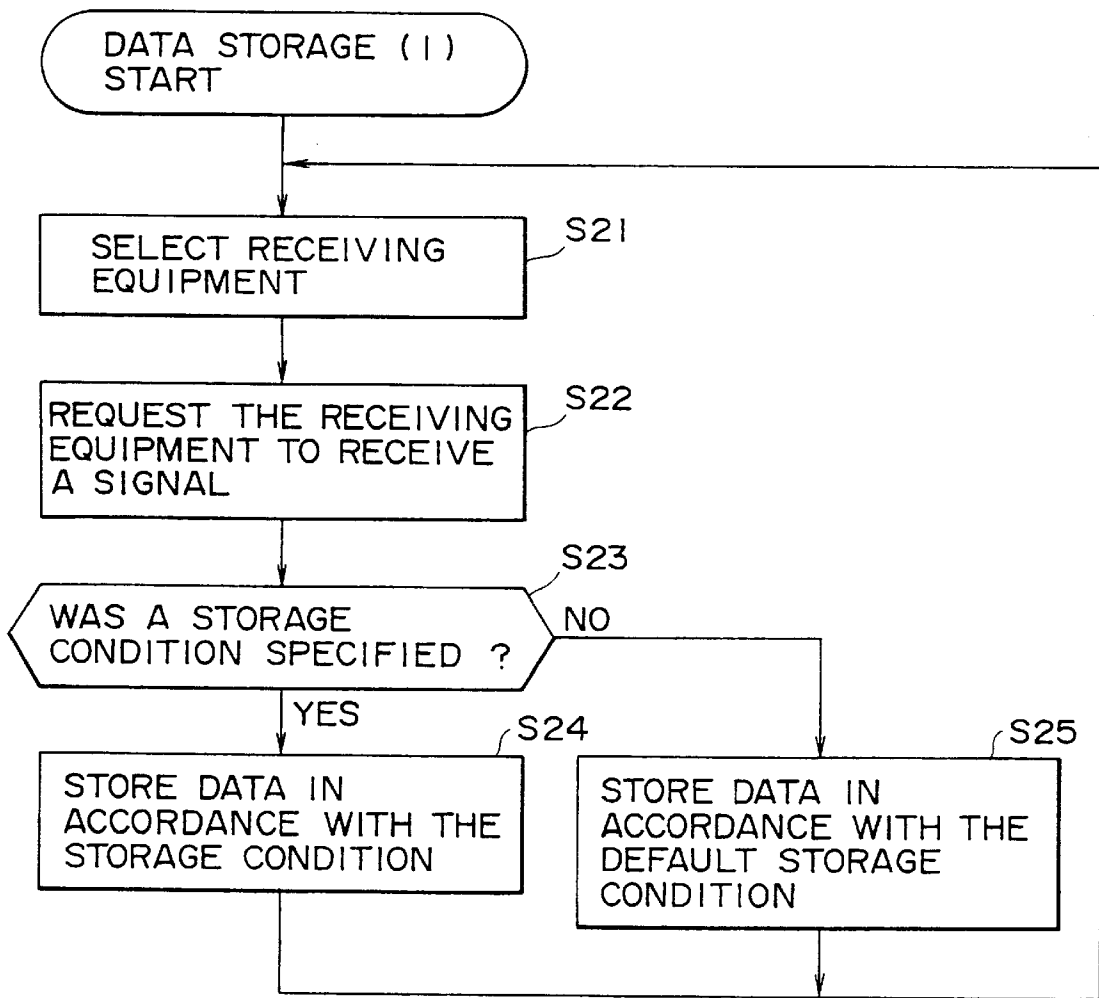 DATA STORAGE (1)
START
S21
SELECT RECEIVING
EQUIPMENT
S22
REQUEST THE RECEIVING
EQUIPMENT TO RECEIVE
A SIGNAL
S23
WAS A STORAGE
CONDITION SPECIFIED ?
NO
YES
S24
STORE DATA IN
ACCORDANCE WITH THE
STORAGE CONDITION
S25
STORE DATA IN
ACCORDANCE WITH THE
DEFAULT STORAGE
CONDITION